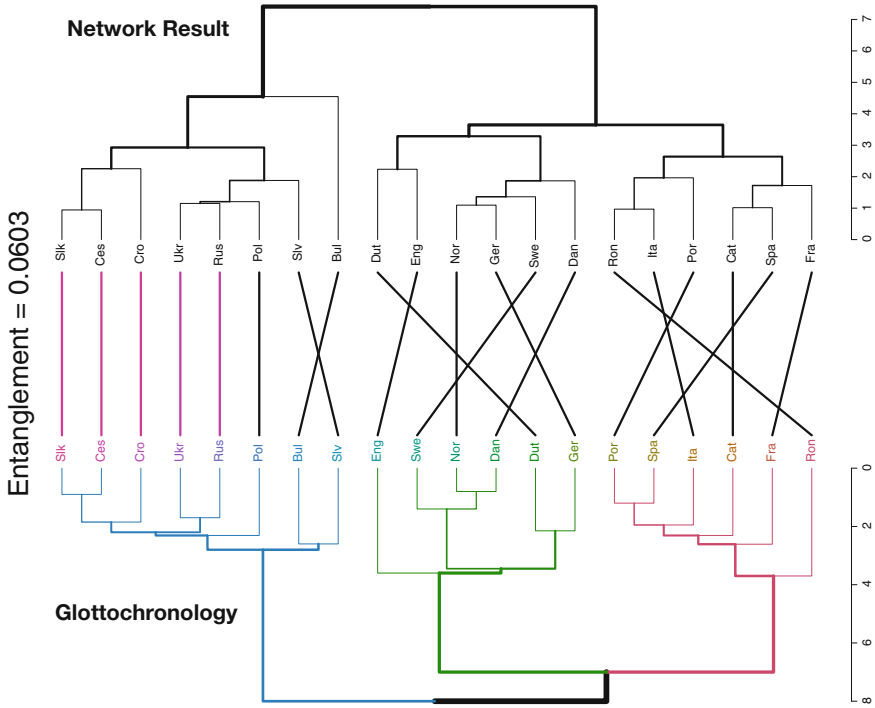 Network Result
7
6
5
4
3
2
1
0
Entanglement = 0.0603
Slk Ces Cro Ukr Rus Pol Slv Bul Dut Eng Nor Ger Swe Dan Ron Ita Por Cat Spa Fra
Slk Ces Cro Ukr Rus Pol Bul Slv Eng Swe Nor Dan Dut Ger Por Spa Ita Cat Fra Ron
0
2
4
6
8
Glottochronology